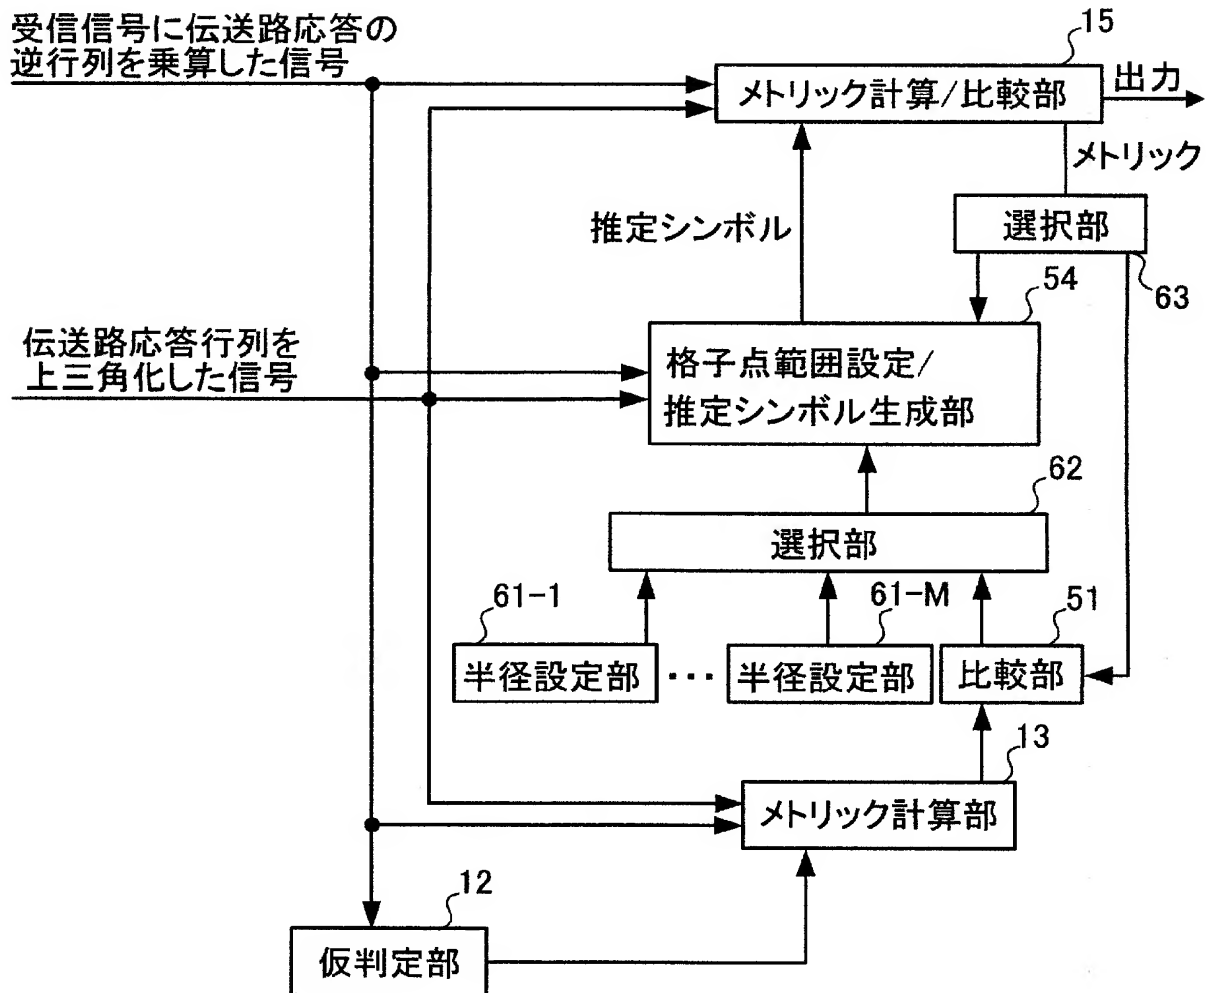 受信信号に伝送路応答の
逆行列を乗算した信号
15
メトリック計算/比較部
出力
メトリック
推定シンボル
選択部
63
54
伝送路応答行列を
上三角化した信号
格子点範囲設定/
推定シンボル生成部
62
選択部
61-1
61-M
51
半径設定部
・・・
半径設定部
比較部
13
メトリック計算部
12
仮判定部